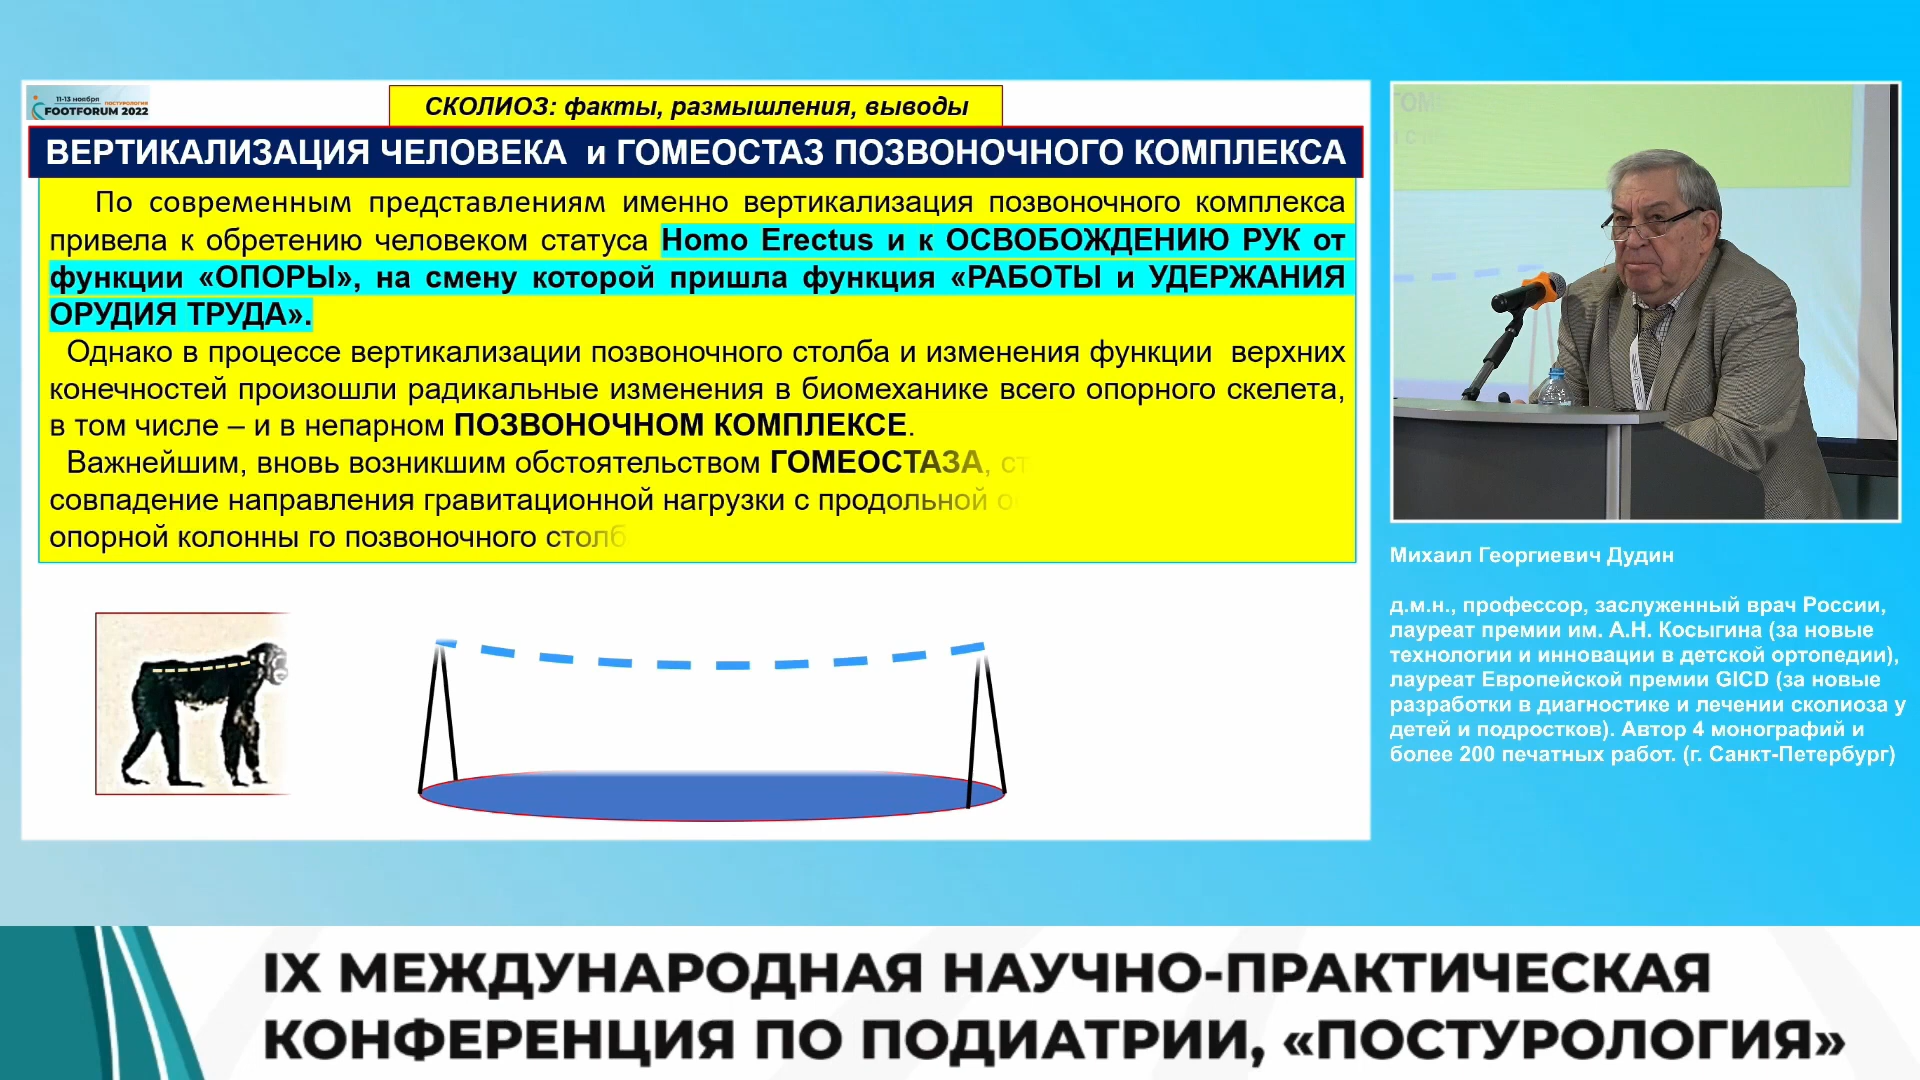 11-13 ноября
ПОСТУРОЛОГИЯ
FOOTFORUM 2022
СКОЛИОЗ: факты, размышления, выводы
ВЕРТИКАЛИЗАЦИЯ ЧЕЛОВЕКА и ГОМЕОСТАЗ ПОЗВОНОЧНОГО КОМПЛЕКСА
По современным представлениям именно вертикализация позвоночного комплекса
привела к обретению человеком статуса Homo Erectus и к ОСВОБОЖДЕНИЮ РУК от
функции «ОПОРЫ», на смену которой пришла функция «РАБОТЫ и УДЕРЖАНИЯ
ОРУДИЯ ТРУДА».
Однако в процессе вертикализации позвоночного столба и изменения функции верхних
конечностей произошли радикальные изменения в биомеханике всего опорного скелета,
в том числе – и в непарном ПОЗВОНОЧНОМ КОМПЛЕКСЕ.
Важнейшим, вновь возникшим обстоятельством ГОМЕОСТАЗА,
совпадение направления гравитационной нагрузки с продольной
опорной колонны го позвоночного столб
Михаил Георгиевич Дудин
д.м.н., профессор, заслуженный врач России,
лауреат премии им. А.Н. Косыгина (за новые
технологии и инновации в детской ортопедии),
лауреат Европейской премии GICD (за новые
разработки в диагностике и лечении сколиоза у
детей и подростков). Автор 4 монографий и
более 200 печатных работ. (г. Санкт-Петербург)
IX МЕЖДУНАРОДНАЯ НАУЧНО-ПРАКТИЧЕСКАЯ
КОНФЕРЕНЦИЯ ПО ПОДИАТРИИ, «ПОСТУРОЛОГИЯ»